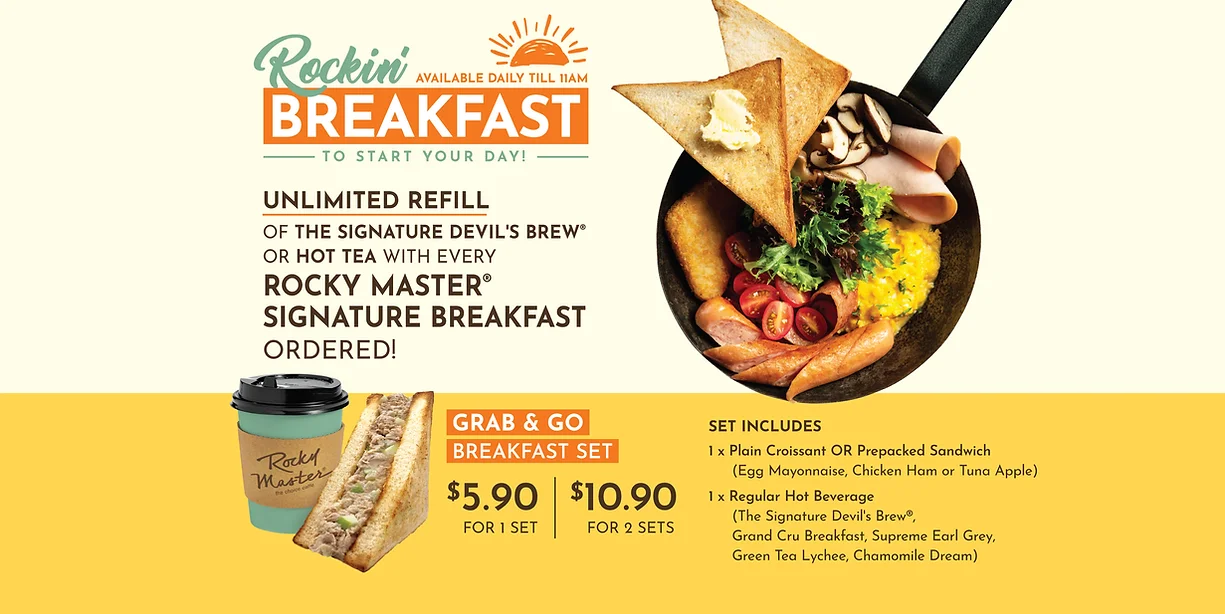 Rockin'
AVAILABLE DAILY TILL 11AM
BREAKFAST
TO START YOUR DAY!
UNLIMITED REFILL
OF THE SIGNATURE DEVIL'S BREW®
OR HOT TEA WITH EVERY
ROCKY MASTER®
SIGNATURE BREAKFAST
ORDERED!
Rocky
Master®
the choice caffe
GRAB & GO
BREAKFAST SET
$5.90
FOR 1 SET
$10.90
FOR 2 SETS
SET INCLUDES
1 x Plain Croissant OR Prepacked Sandwich
(Egg Mayonnaise, Chicken Ham or Tuna Apple)
1 x Regular Hot Beverage
(The Signature Devil's Brew®,
Grand Cru Breakfast, Supreme Earl Grey,
Green Tea Lychee, Chamomile Dream)